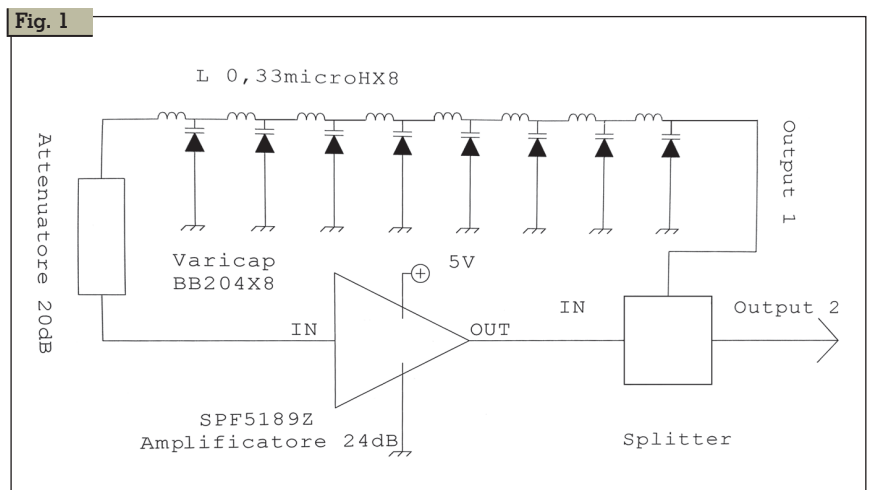 Fig. 1
L 0,33microHX8
Attenuatore 20dB
Output 1
Varicap
BB204X8
5V
IN
OUT
IN
Output 2
SPF5189Z
Amplificatore 24dB
Splitter